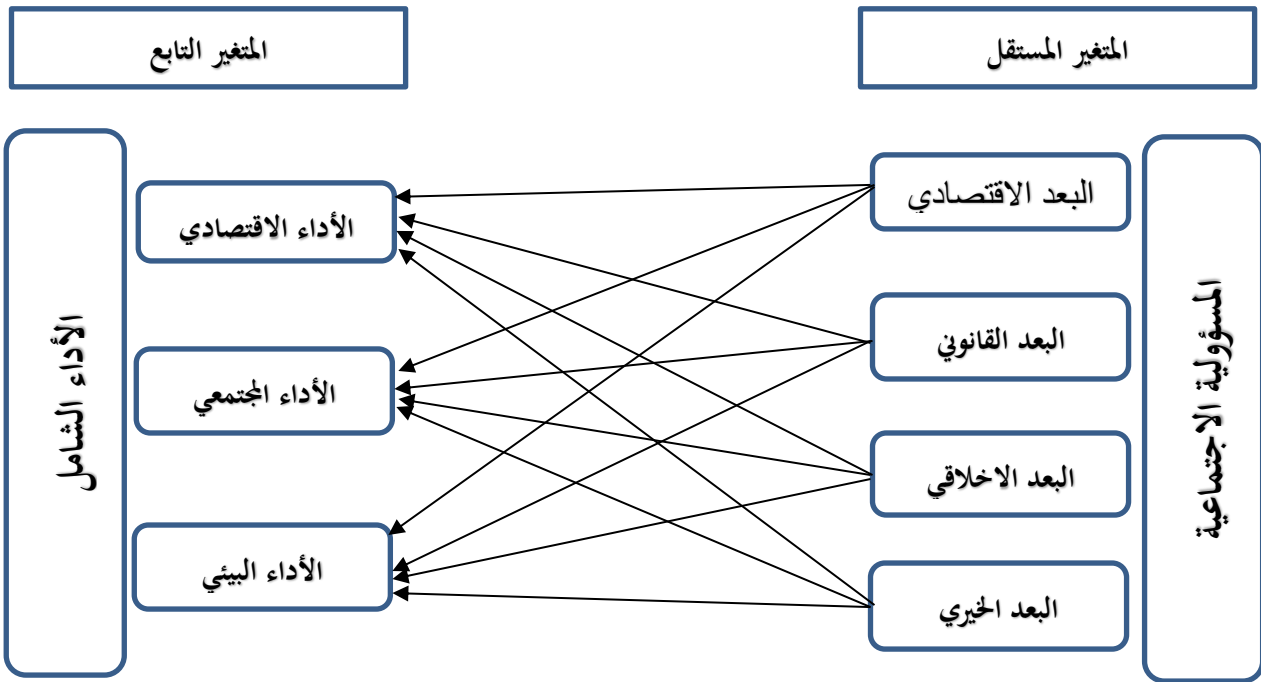 المتغير المستقل
المتغير التابع
المسؤولية الاجتماعية
البعد الاقتصادي
البعد القانوني
البعد الاخلاقي
البعد الخيري
الأداء الاقتصادي
الأداء المجتمعي
الأداء البيئي
الأداء الشامل